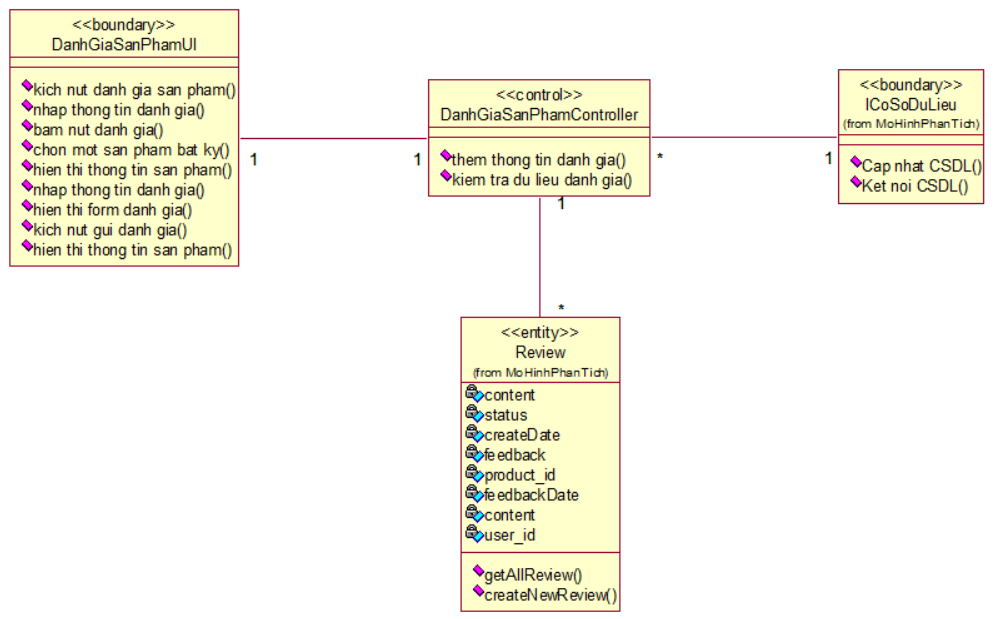 <<boundary>>
DanhGiaSanPhamUI
kich nut danh gia san pham()
nhap thong tin danh gia()
bam nut danh gia()
chon mot san pham bat ky()
hien thi thong tin san pham()
nhap thong tin danh gia()
hien thi form danh gia()
kich nut gui danh gia()
hien thi thong tin san pham()
1
1
<<control>>
DanhGiaSanPhamController
them thong tin danh gia()
kiem tra du lieu danh gia()
*
1
<<boundary>>
ICoSoDuLieu
(from MoHinhPhanTich)
Cap nhat CSDL()
Ket noi CSDL()
1
*
<<entity>>
Review
(from MoHinhPhanTich)
content
status
createDate
feedback
product_id
feedbackDate
content
user_id
getAllReview()
createNewReview()